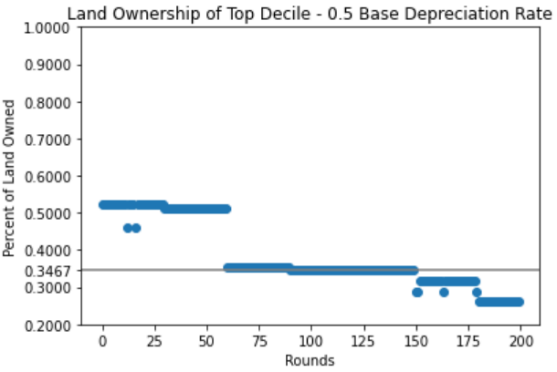 Land Ownership of Top Decile - 0.5 Base Depreciation Rate
1.0000
0.9000
0.8000
0.7000
0.6000
0.5000
0.4000
0.3467
0.3000
0.2000
Percent of Land Owned
0 25 50 75 100 125 150 175 200
Rounds